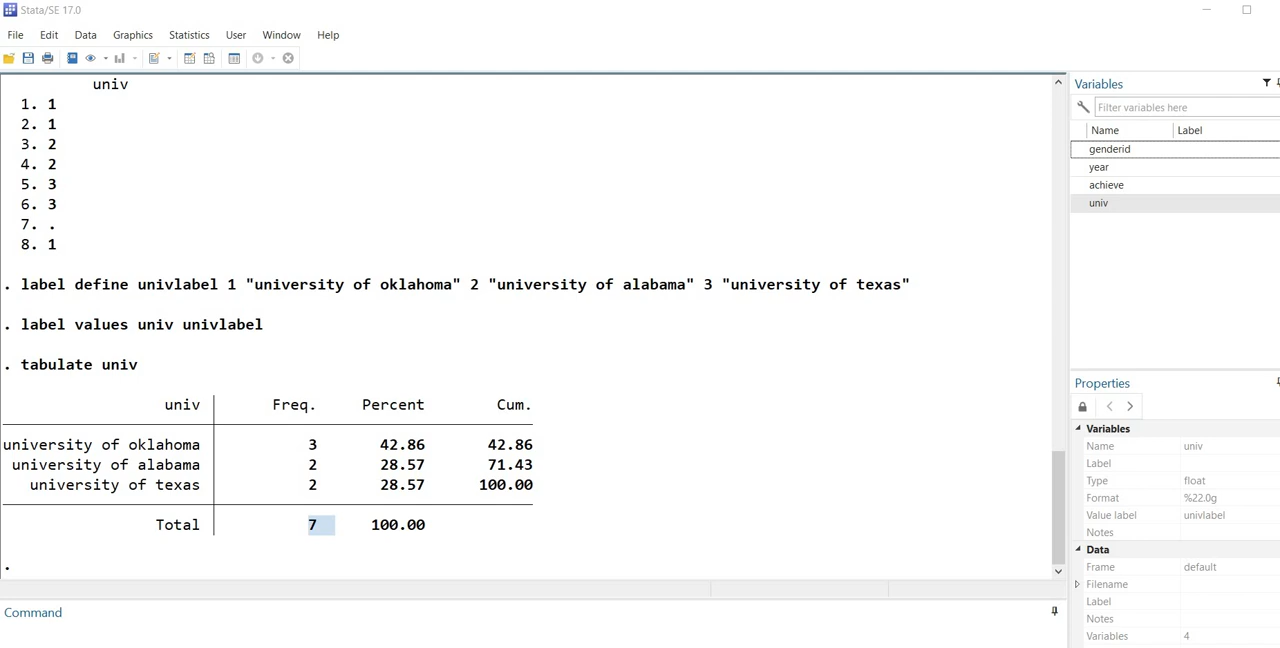 Stata/SE 17.0
File Edit Data Graphics Statistics User Window Help
univ
1. 1
2. 1
3. 2
4. 2
5. 3
6. 3
7. .
8. 1
. label define univlabel 1 "university of oklahoma" 2 "university of alabama" 3 "university of texas"
. label values univ univlabel
. tabulate univ
univ Freq. Percent Cum.
university of oklahoma 3 42.86 42.86
university of alabama 2 28.57 71.43
university of texas 2 28.57 100.00
Total 7 100.00
.
Command
Variables
Filter variables here
Name Label
genderid
year
achieve
univ
Properties
Variables
Name univ
Label
Type float
Format %22.0g
Value label univlabel
Notes
Data
Frame default
Filename
Label
Notes
Variables 4